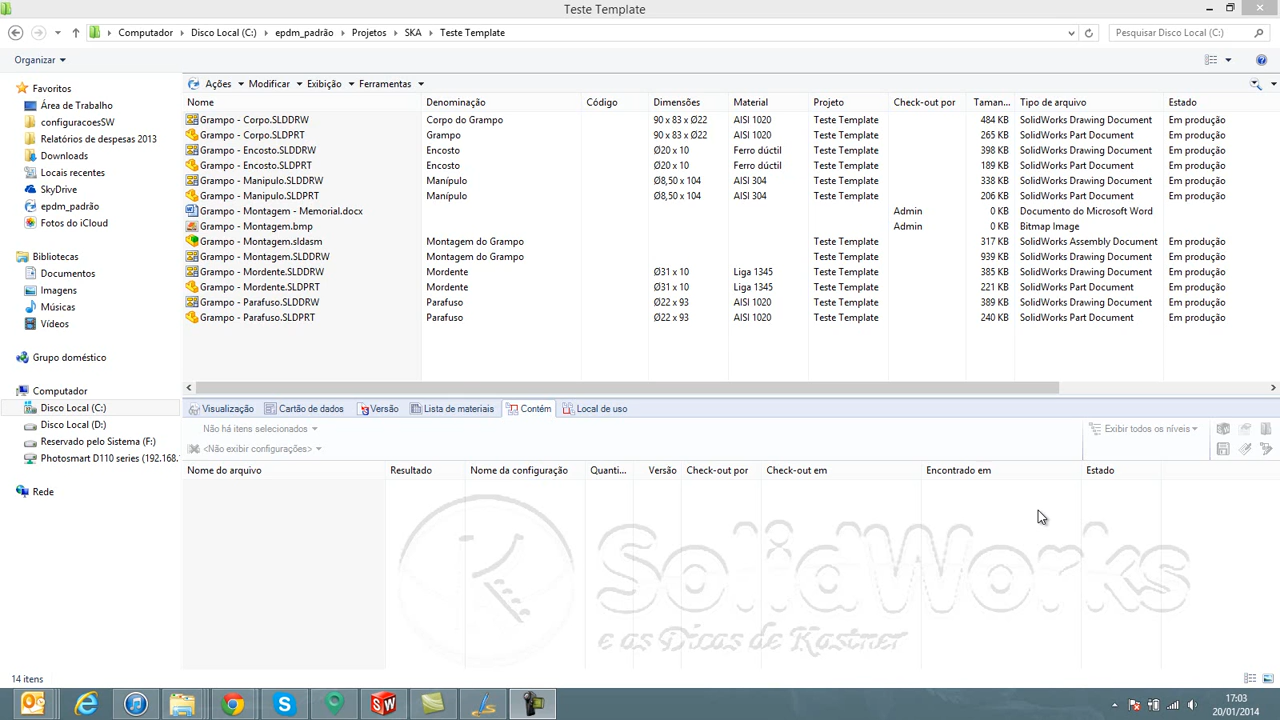 Teste Template
Computador Disco Local (C:) epdm_padrão Projetos SKA Teste Template Pesquisar Disco Local (C:)
Organizar
Favoritos
Área de Trabalho
configuracoesSW
Relatórios de despesas 2013
Downloads
Locais recentes
SkyDrive
epdm_padrão
Fotos do iCloud
Bibliotecas
Documentos
Imagens
Músicas
Vídeos
Grupo doméstico
Computador
Disco Local (C:)
Disco Local (D:)
Reservado pelo Sistema (F:)
Photosmart D110 series (192.168.
Rede
Ações Modificar Exibição Ferramentas
Nome Denominação Código Dimensões Material Projeto Check-out por Taman... Tipo de arquivo Estado
Grampo - Corpo.SLDDRW Corpo do Grampo 90 x 83 x Ø22 AISI 1020 Teste Template 484 KB SolidWorks Drawing Document Em produção
Grampo - Corpo.SLDPRT Grampo 90 x 83 x Ø22 AISI 1020 Teste Template 265 KB SolidWorks Part Document Em produção
Grampo - Encosto.SLDDRW Encosto Ø20 x 10 Ferro dúctil Teste Template 398 KB SolidWorks Drawing Document Em produção
Grampo - Encosto.SLDPRT Encosto Ø20 x 10 Ferro dúctil Teste Template 189 KB SolidWorks Part Document Em produção
Grampo - Manipulo.SLDDRW Manípulo Ø8,50 x 104 AISI 304 Teste Template 338 KB SolidWorks Drawing Document Em produção
Grampo - Manipulo.SLDPRT Manípulo Ø8,50 x 104 AISI 304 Teste Template 206 KB SolidWorks Part Document Em produção
Grampo - Montagem - Memorial.docx Admin 0 KB Documento do Microsoft Word
Grampo - Montagem.bmp Admin 0 KB Bitmap Image
Grampo - Montagem.sldasm Montagem do Grampo Teste Template 317 KB SolidWorks Assembly Document Em produção
Grampo - Montagem.SLDDRW Montagem do Grampo Teste Template 939 KB SolidWorks Drawing Document Em produção
Grampo - Mordente.SLDDRW Mordente Ø31 x 10 Liga 1345 Teste Template 385 KB SolidWorks Drawing Document Em produção
Grampo - Mordente.SLDPRT Mordente Ø31 x 10 Liga 1345 Teste Template 221 KB SolidWorks Part Document Em produção
Grampo - Parafuso.SLDDRW Parafuso Ø22 x 93 AISI 1020 Teste Template 389 KB SolidWorks Drawing Document Em produção
Grampo - Parafuso.SLDPRT Parafuso Ø22 x 93 AISI 1020 Teste Template 240 KB SolidWorks Part Document Em produção
Visualização Cartão de dados Versão Lista de materiais Contém Local de uso
Não há itens selecionados Exibir todos os níveis
<Não exibir configurações>
Nome do arquivo Resultado Nome da configuração Quanti... Versão Check-out por Check-out em Encontrado em Estado
SolidWorks
e as Dicas de Kastner
14 itens
17:03
20/01/2014